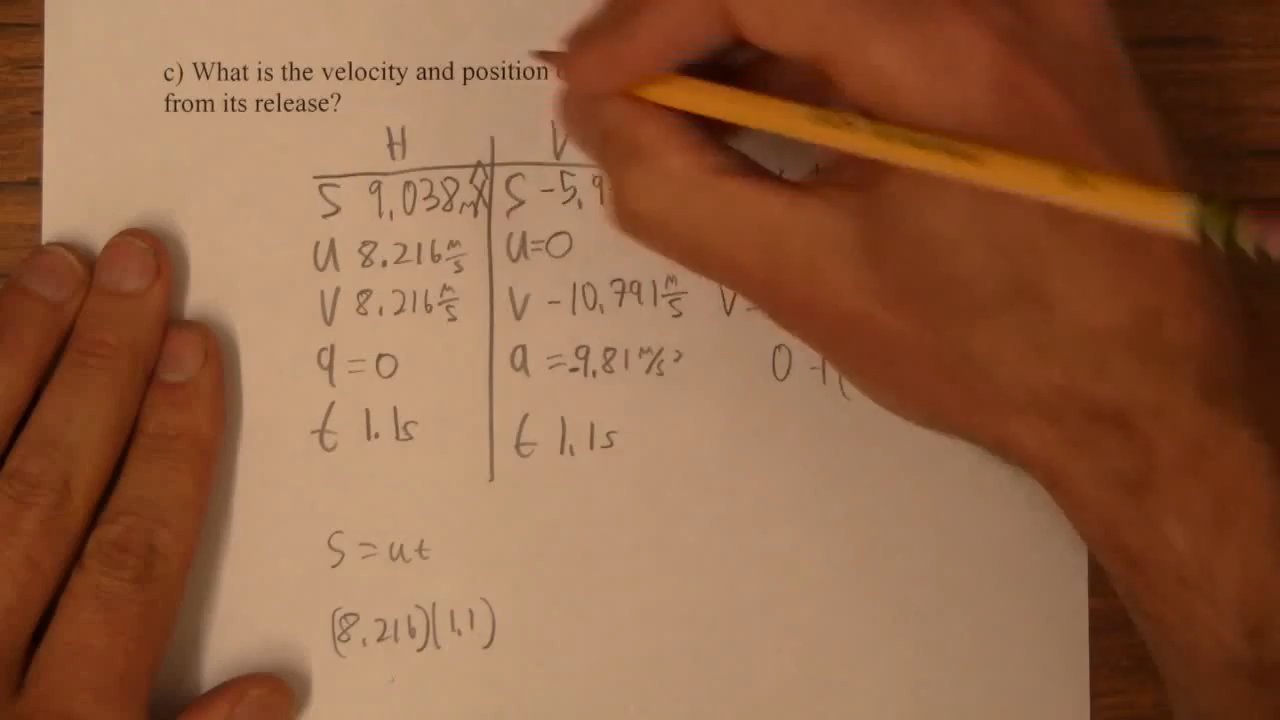 c) What is the velocity and position
from its release?
H V
S 9.038m S -5.9
u 8.216 m/s u=0
V 8.216 m/s V -10.791 m/s V
a=0 a=-9.81 m/s²
t 1.1s t 1.1s
S=ut
(8.216)(1.1)